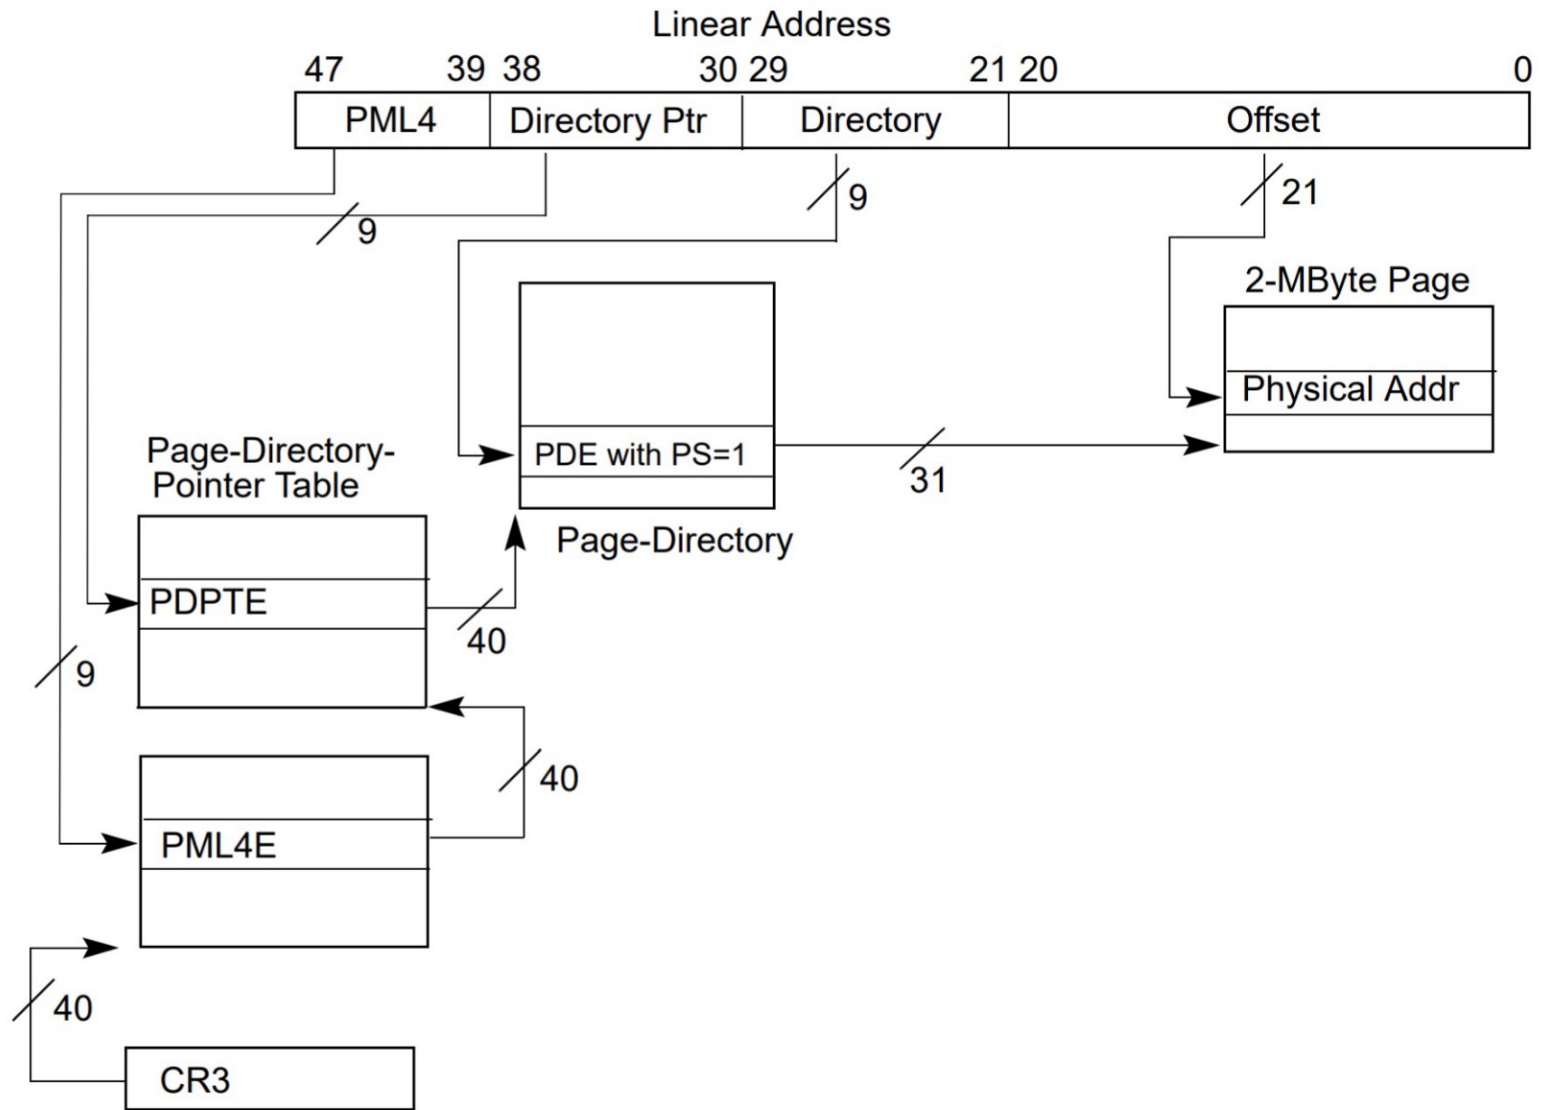 Linear Address
47 39 38 30 29 21 20 0
PML4 Directory Ptr Directory Offset
9
9
21
9
2-MByte Page
Physical Addr
PDE with PS=1
31
Page-Directory-
Pointer Table
Page-Directory
PDPTE
40
9
40
PML4E
40
CR3